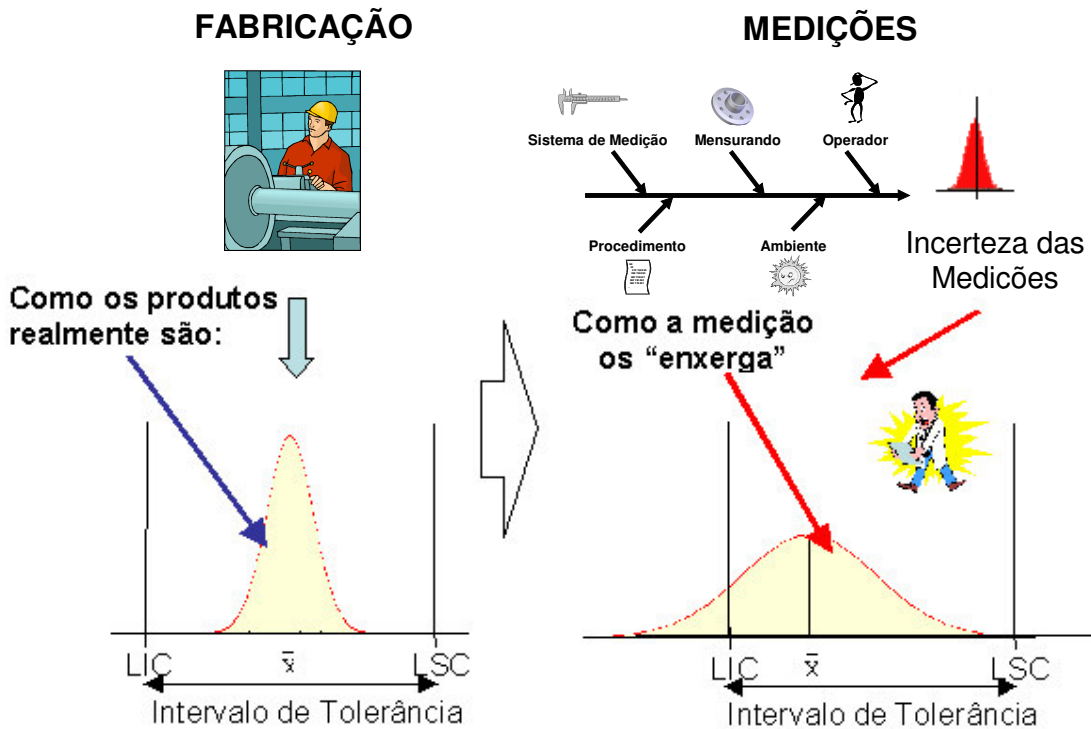 FABRICAÇÃO
MEDIÇÕES
Sistema de Medição
Mensurando
Operador
Procedimento
Ambiente
Incerteza das
Medicões
Como os produtos
realmente são:
Como a medição
os “enxerga”
LIC
x̄
LSC
Intervalo de Tolerância
LIC
x̄
LSC
Intervalo de Tolerância